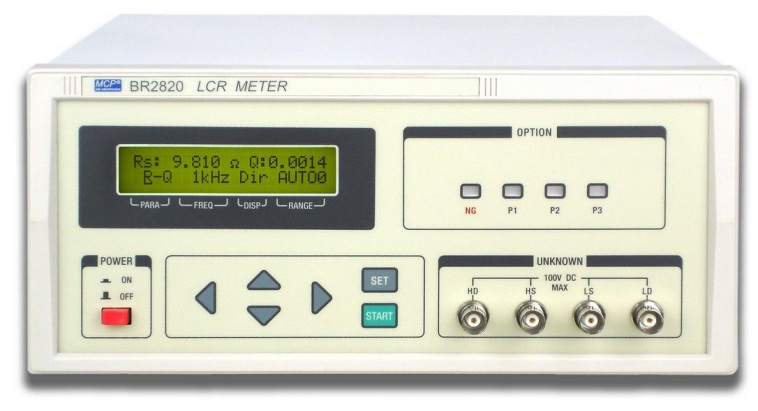 MCP BR2820 LCR METER
OPTION
Rs: 9.810 Ω Q:0.0014
R-Q 1kHz Dir AUTO0
PARA FREQ DISP RANGE
NG P1 P2 P3
POWER
ON
OFF
SET
START
UNKNOWN
100V DC
MAX
HD HS LS LD